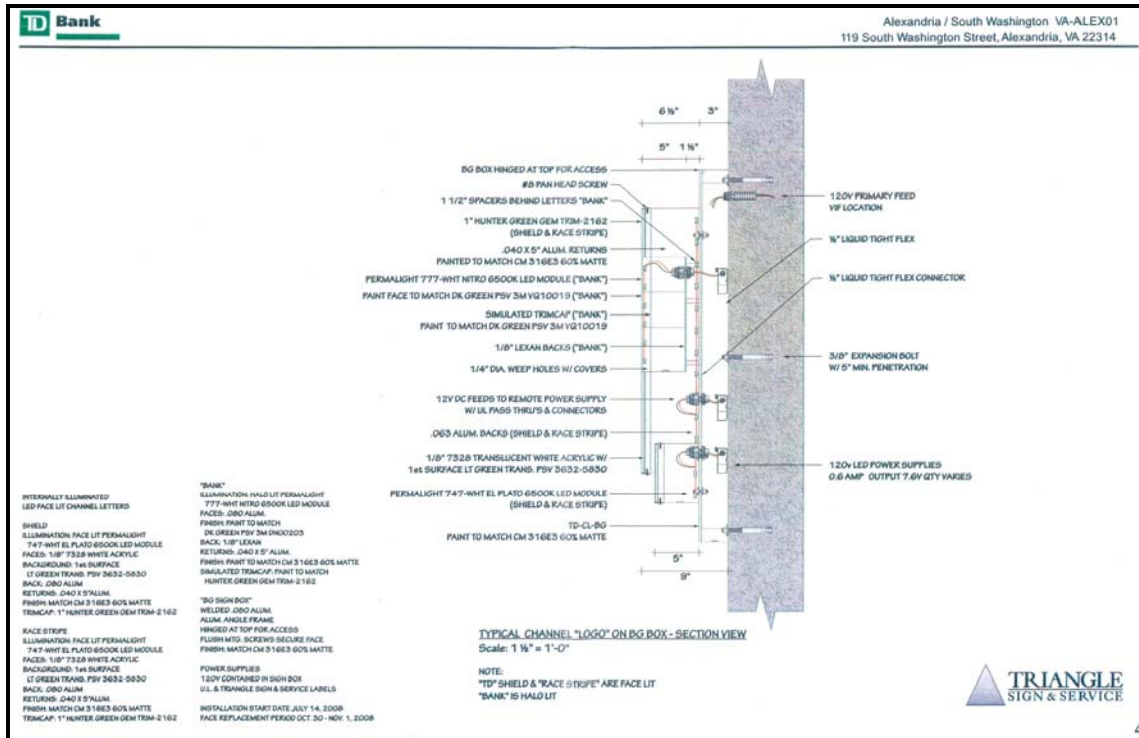 TD Bank
Alexandria / South Washington VA-ALEX01
119 South Washington Street, Alexandria, VA 22314
6 ½" 3"
5" 1 ½"
BG BOX HINGED AT TOP FOR ACCESS
#8 PAN HEAD SCREW
1 1/2" SPACERS BEHIND LETTERS "BANK"
1" HUNTER GREEN GEM TRIM-2162
(SHIELD & RACE STRIPE)
.040 X 5" ALUM. RETURNS
PAINTED TO MATCH CM 316E3 60% MATTE
PERMALIGHT 777-WHT NITRO 6500K LED MODULE ("BANK")
PAINT FACE TO MATCH DK GREEN PSV 3M VQ10019 ("BANK")
SIMULATED TRIMCAP ("BANK")
PAINT TO MATCH DK GREEN PSV 3M VQ10019
1/8" LEXAN BACKS ("BANK")
1/4" DIA. WEEP HOLES W/ COVERS
12V DC FEEDS TO REMOTE POWER SUPPLY
W/ UL PASS THRU'S & CONNECTORS
.063 ALUM. BACKS (SHIELD & RACE STRIPE)
1/8" 7328 TRANSLUCENT WHITE ACRYLIC W/
1st SURFACE LT GREEN TRANS. PSV 3632-5830
PERMALIGHT 747-WHT EL PLATO 6500K LED MODULE
(SHIELD & RACE STRIPE)
TD-CL-BG
PAINT TO MATCH CM 316E3 60% MATTE
5"
9"
120V PRIMARY FEED
VIF LOCATION
½" LIQUID TIGHT FLEX
½" LIQUID TIGHT FLEX CONNECTOR
3/8" EXPANSION BOLT
W/ 5" MIN. PENETRATION
120v LED POWER SUPPLIES
0.6 AMP OUTPUT 7.6V QTY VARIES
INTERNALLY ILLUMINATED
LED FACE LIT CHANNEL LETTERS
SHIELD
ILLUMINATION: FACE LIT PERMALIGHT
747-WHT EL PLATO 6500K LED MODULE
FACES: 1/8" 7328 WHITE ACRYLIC
BACKGROUND: 1st SURFACE
LT GREEN TRANS. PSV 3632-5830
BACK: .080 ALUM
RETURNS: .040 X 5"ALUM.
FINISH: MATCH CM 316E3 60% MATTE
TRIMCAP: 1" HUNTER GREEN GEM TRIM-2162
RACE STRIPE
ILLUMINATION: FACE LIT PERMALIGHT
747-WHT EL PLATO 6500K LED MODULE
FACES: 1/8" 7328 WHITE ACRYLIC
BACKGROUND: 1st SURFACE
LT GREEN TRANS. PSV 3632-5830
BACK: .080 ALUM
RETURNS: .040 X 5"ALUM.
FINISH: MATCH CM 316E3 60% MATTE
TRIMCAP: 1" HUNTER GREEN GEM TRIM-2162
"BANK"
ILLUMINATION: HALO LIT PERMALIGHT
777-WHT NITRO 6500K LED MODULE
FACES: .080 ALUM.
FINISH: PAINT TO MATCH
DK GREEN PSV 3M DN00203
BACK: 1/8" LEXAN
RETURNS: .040 X 5" ALUM.
FINISH: PAINT TO MATCH CM 316E3 60% MATTE
SIMULATED TRIMCAP: PAINT TO MATCH
HUNTER GREEN GEM TRIM-2162
"BG SIGN BOX"
WELDED .080 ALUM.
ALUM. ANGLE FRAME
HINGED AT TOP FOR ACCESS
FLUSH MTG. SCREWS SECURE FACE
FINISH: MATCH CM 316E3 60% MATTE
POWER SUPPLIES
120V CONTAINED IN SIGN BOX
U.L. & TRIANGLE SIGN & SERVICE LABELS
INSTALLATION START DATE JULY 14, 2008
FACE REPLACEMENT PERIOD OCT. 30 - NOV. 1, 2008
TYPICAL CHANNEL "LOGO" ON BG BOX - SECTION VIEW
Scale: 1 ½" = 1'-0"
NOTE:
"TD" SHIELD & "RACE STRIPE" ARE FACE LIT
"BANK" IS HALO LIT
TRIANGLE
SIGN & SERVICE
4